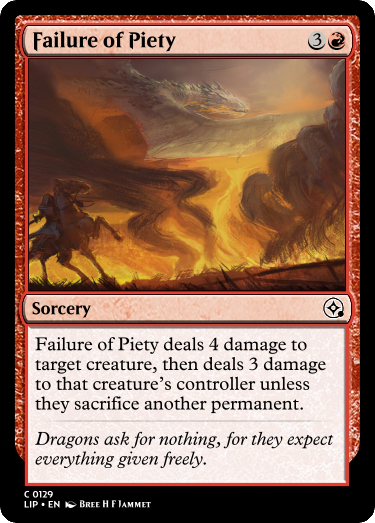 Failure of Piety 3
Sorcery
Failure of Piety deals 4 damage to
target creature, then deals 3 damage
to that creature's controller unless
they sacrifice another permanent.
Dragons ask for nothing, for they expect
everything given freely.
C 0129
LIP • EN Bree H F Jammet